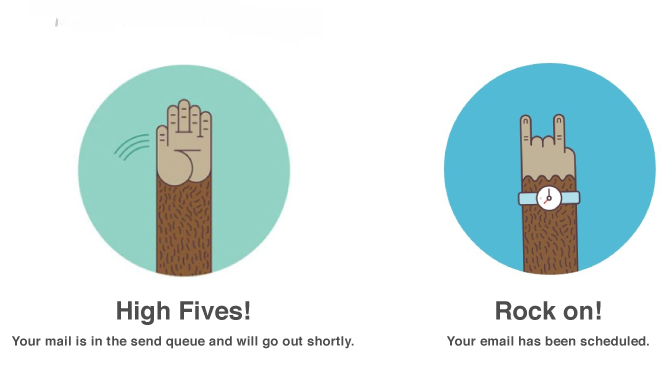 High Fives!
Your mail is in the send queue and will go out shortly.
Rock on!
Your email has been scheduled.